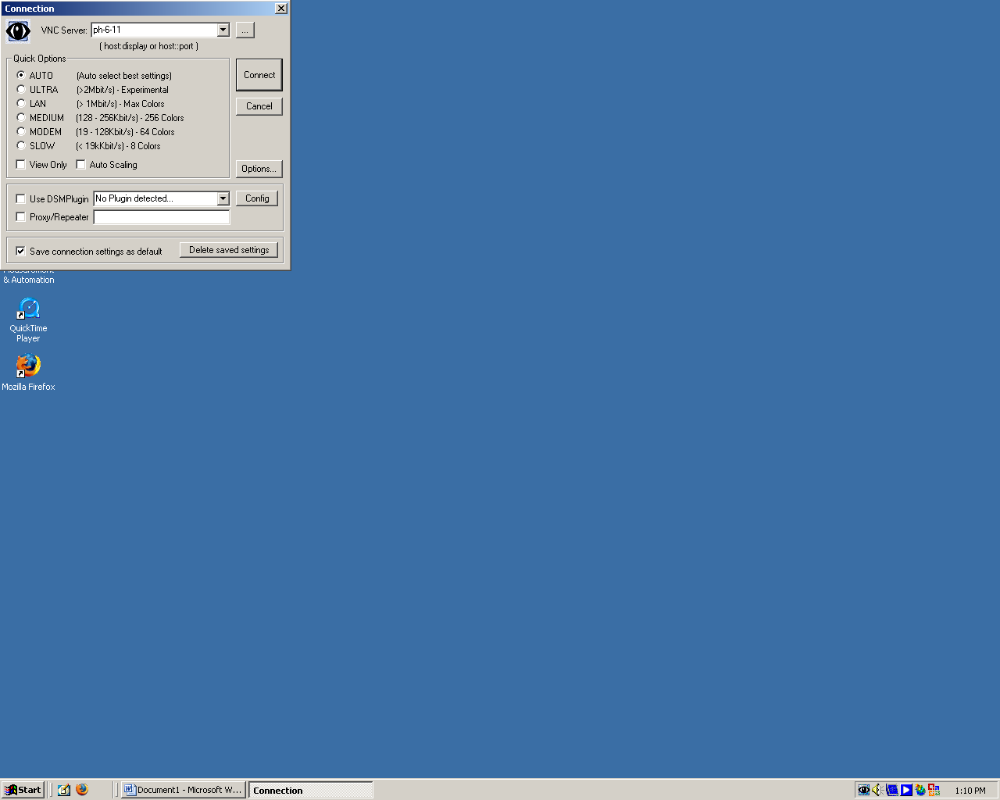 Connection
VNC Server: ph-6-11 ...
( host:display or host::port )
Quick Options
AUTO (Auto select best settings)
ULTRA (>2Mbit/s) - Experimental
LAN (> 1Mbit/s) - Max Colors
MEDIUM (128 - 256Kbit/s) - 256 Colors
MODEM (19 - 128Kbit/s) - 64 Colors
SLOW (< 19kKbit/s) - 8 Colors
View Only Auto Scaling
Connect
Cancel
Options...
Use DSMPlugin No Plugin detected... Config
Proxy/Repeater
Save connection settings as default Delete saved settings
& Automation
QuickTime
Player
Mozilla Firefox
Start Document1 - Microsoft W... Connection 1:10 PM